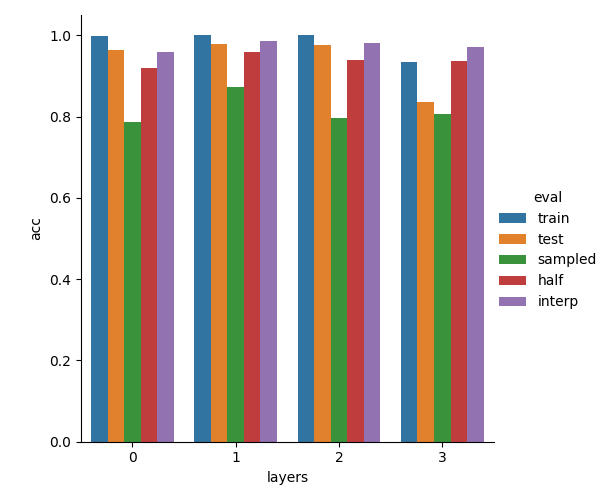 1.0
0.8
0.6
0.4
0.2
0.0
acc
0 1 2 3
layers
eval
train
test
sampled
half
interp